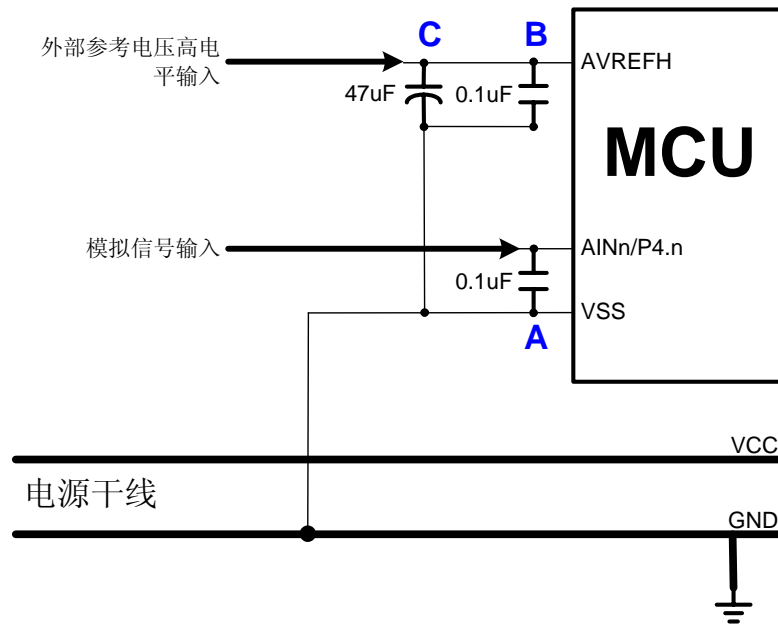 外部参考电压高电
平输入
C
B
AVREFH
47uF
0.1uF
MCU
模拟信号输入
AINn/P4.n
0.1uF
VSS
A
VCC
电源干线
GND